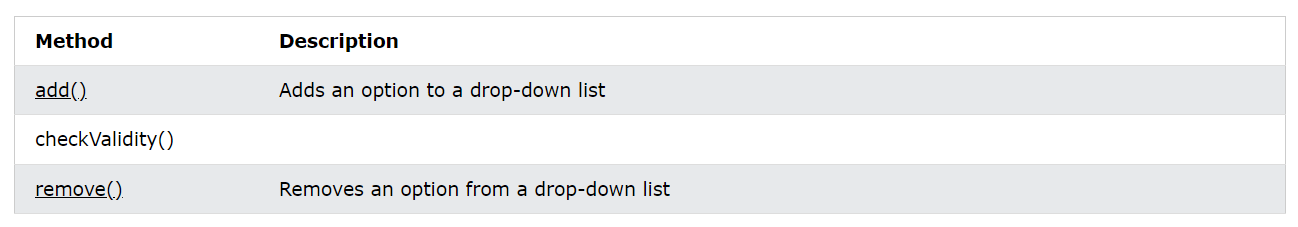 Method Description
add() Adds an option to a drop-down list
checkValidity()
remove() Removes an option from a drop-down list